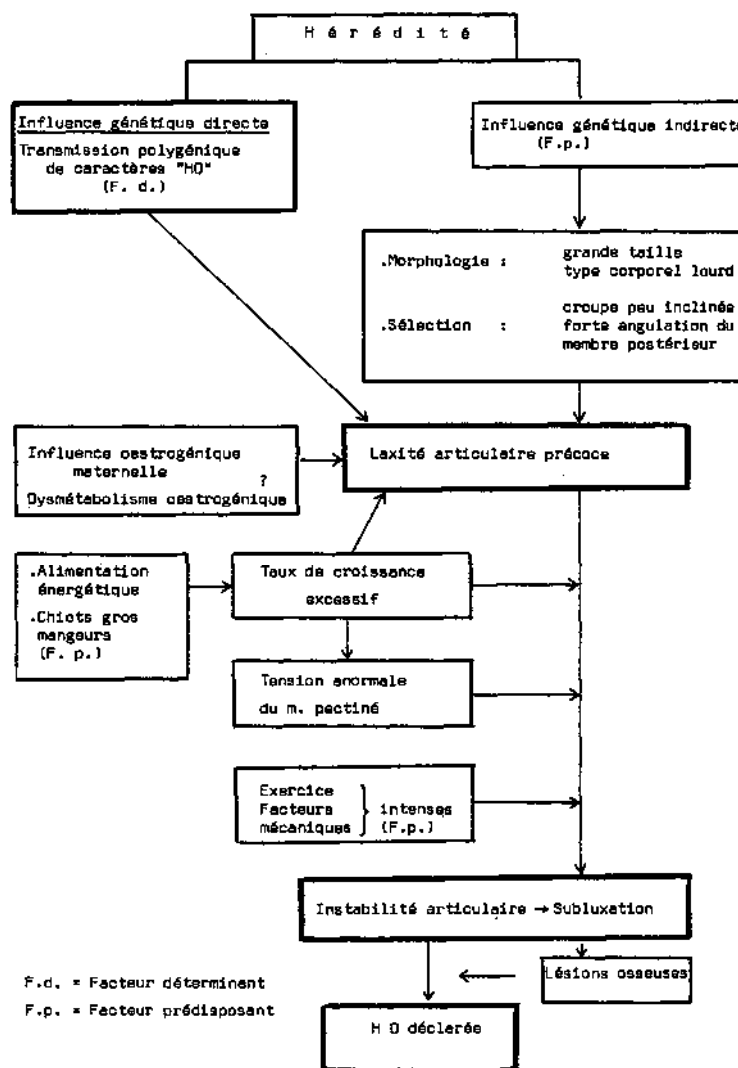 H é r é d i t é
Influence génétique directe
Transmission polygénique
de caractères "HD"
(F. d.)
Influence génétique indirecte
(F.p.)
.Morphologie : grande taille
type corporel lourd
croupe peu inclinée
.Sélection : forte angulation du
membre postérieur
Influence oestrogénique
maternelle
?
Dysmétabolisme oestrogénique
Laxité articulaire précoce
.Alimentation
énergétique
.Chiots gros
mangeurs
(F. p.)
Taux de croissance
excessif
Tension anormale
du m. pectiné
Exercice
Facteurs } intenses
mécaniques (F.p.)
Instabilité articulaire → Subluxation
Lésions osseuses
F.d. = Facteur déterminant
F.p. = Facteur prédisposant
H D déclarée